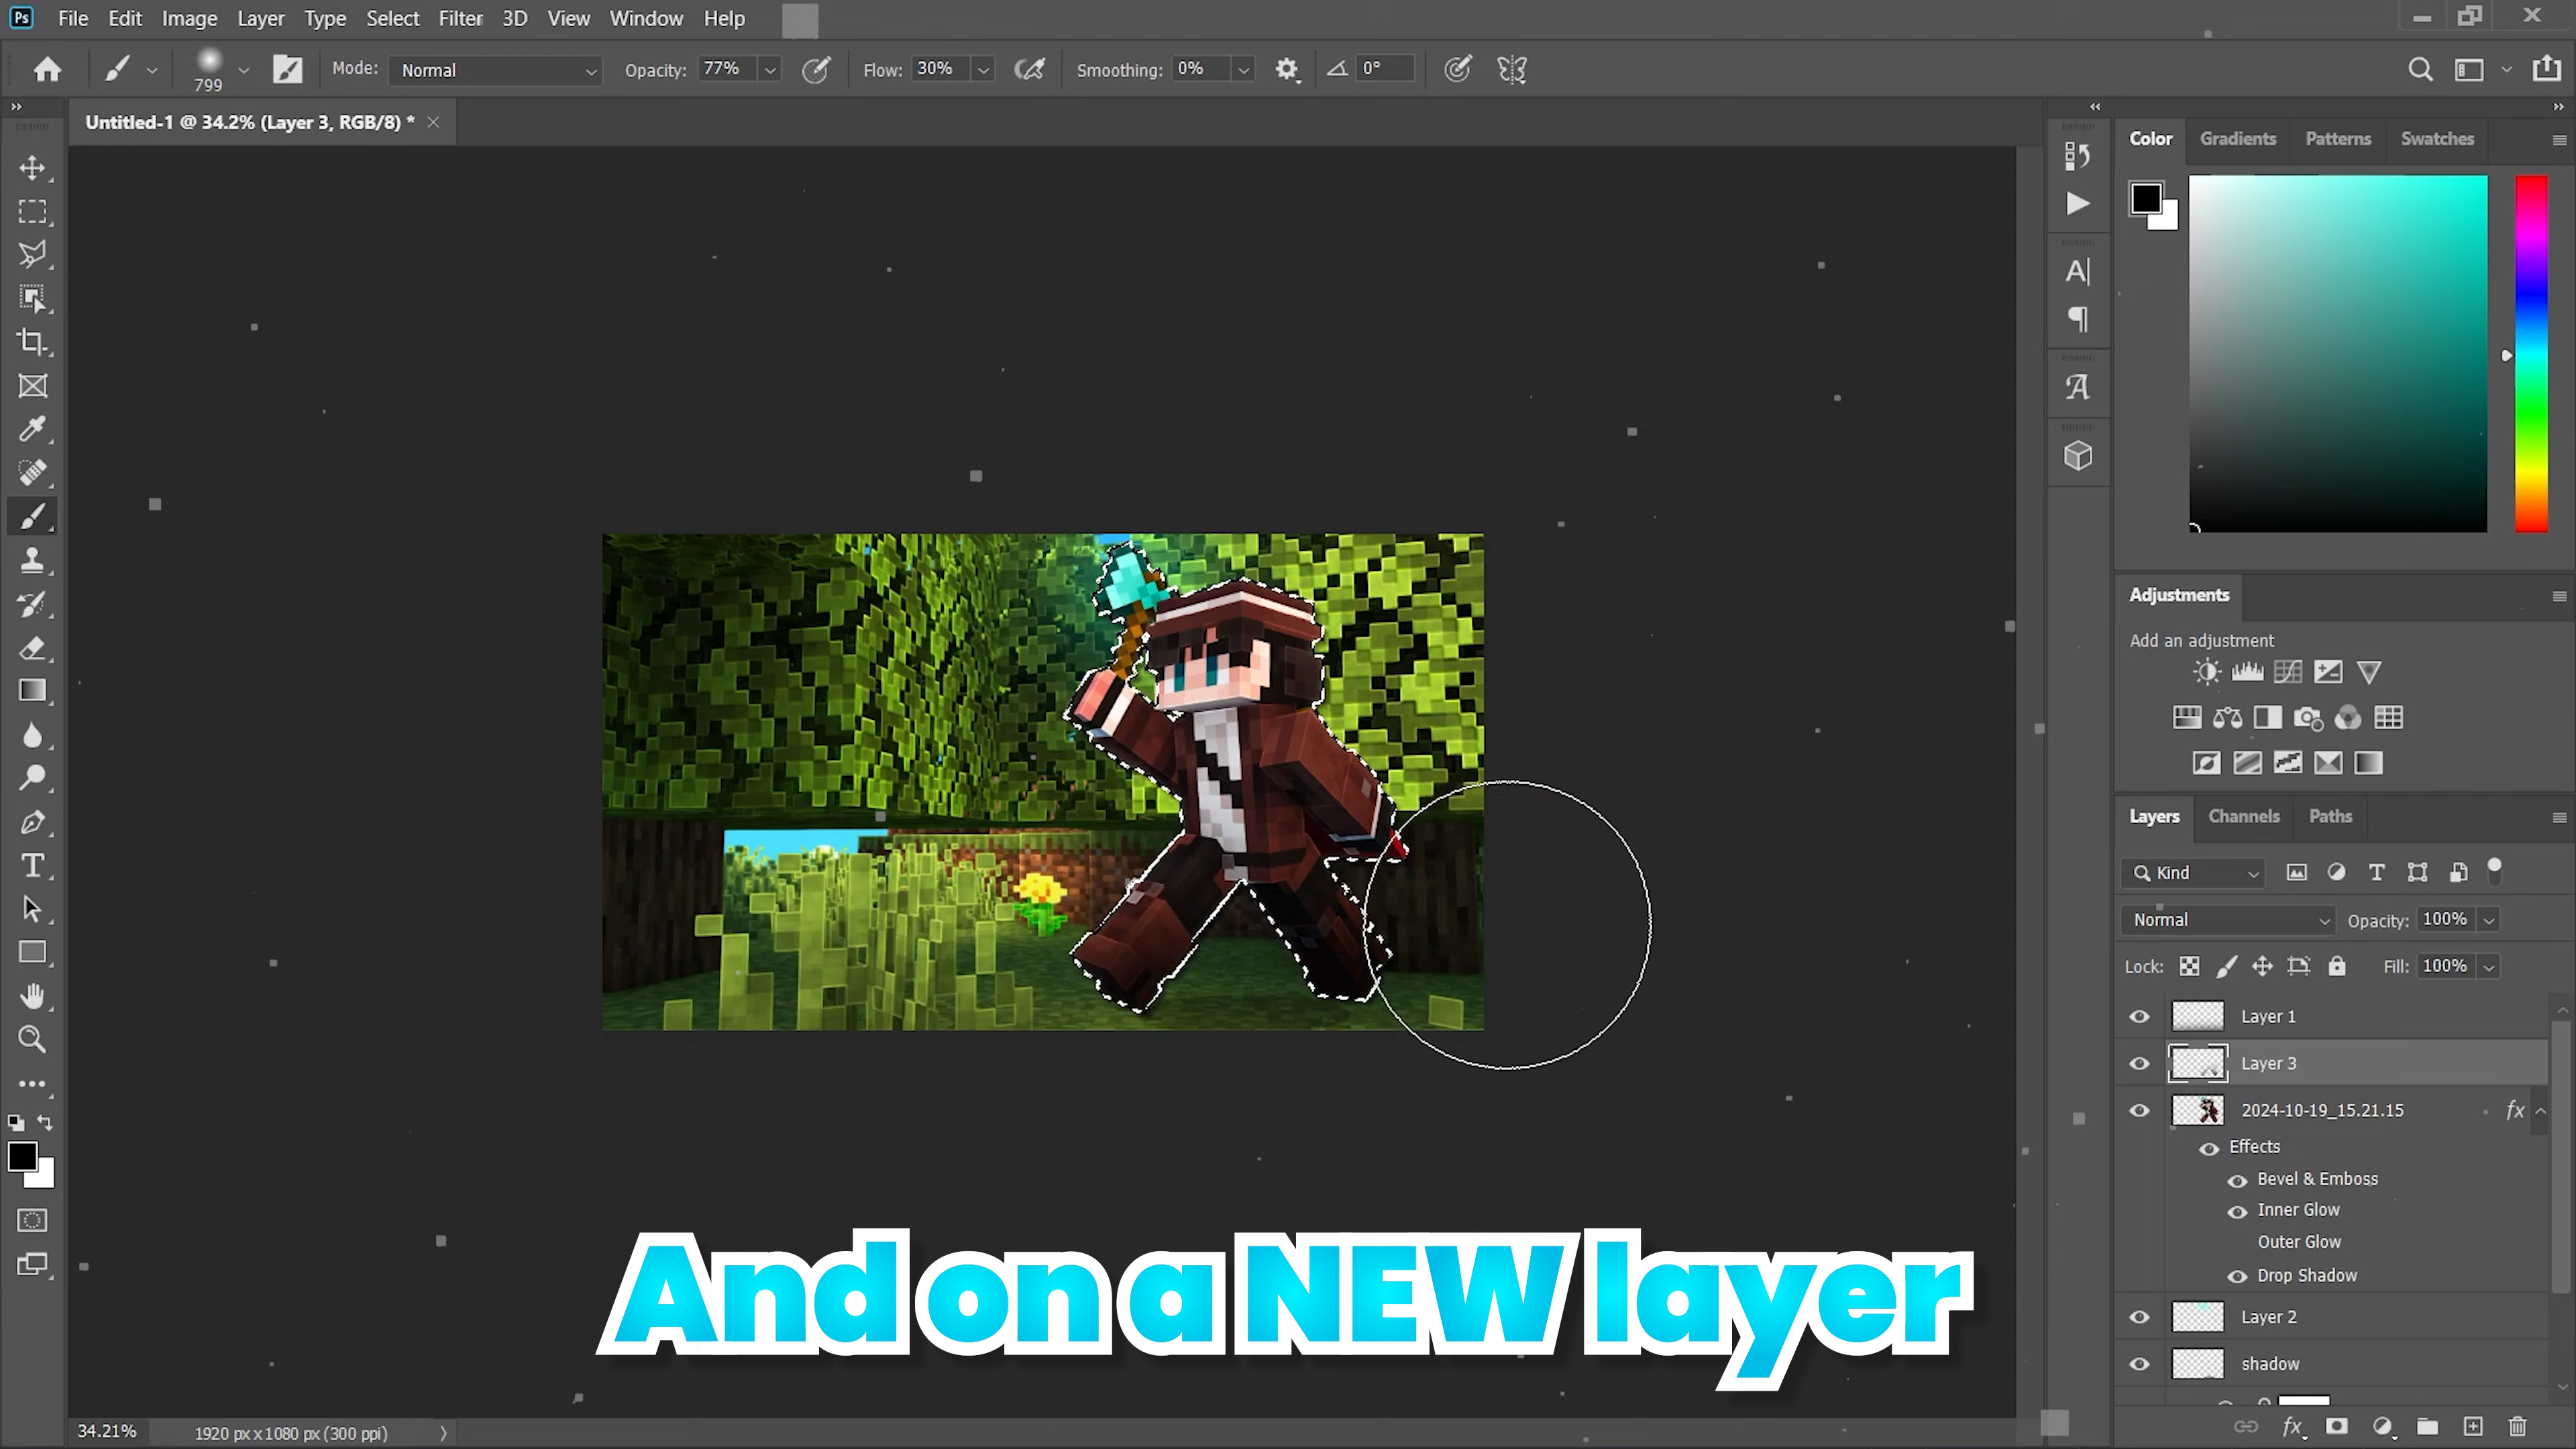 Ps File Edit Image Layer Type Select Filter 3D View Window Help
799 Mode: Normal Opacity: 77% Flow: 30% Smoothing: 0% 0°
Untitled-1 @ 34.2% (Layer 3, RGB/8) *
Color Gradients Patterns Swatches
Adjustments
Add an adjustment
Layers Channels Paths
Kind
Normal Opacity: 100%
Lock: Fill: 100%
Layer 1
Layer 3
2024-10-19_15.21.15 fx
Effects
Bevel & Emboss
Inner Glow
Outer Glow
Drop Shadow
Layer 2
shadow
And on a NEW layer
34.21% 1920 px x 1080 px (300 ppi)
fx